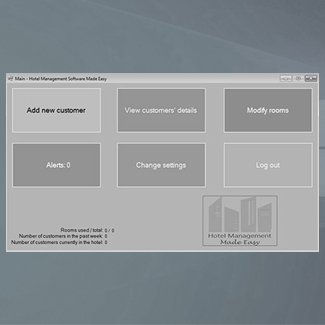 Main - Hotel Management Software Made Easy
Add new customer
View customers' details
Modify rooms
Alerts: 0
Change settings
Log out
Rooms used / total: 0 / 0
Number of customers in the past week: 0
Number of customers currently in the hotel: 0
Hotel Management
Made Easy